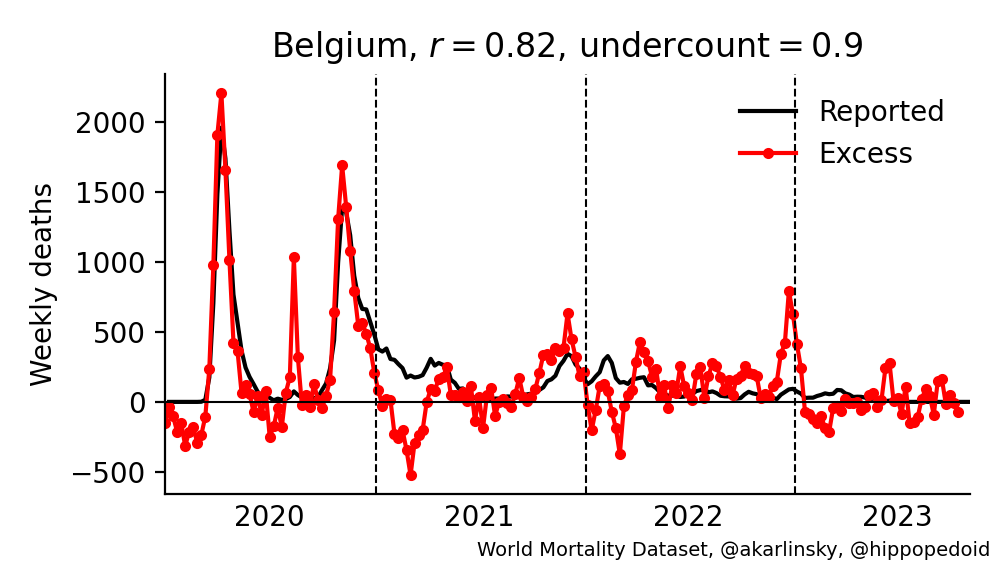 Belgium, r = 0.82, undercount = 0.9
Reported
Excess
Weekly deaths
2000
1500
1000
500
0
−500
2020 2021 2022 2023
World Mortality Dataset, @akarlinsky, @hippopedoid